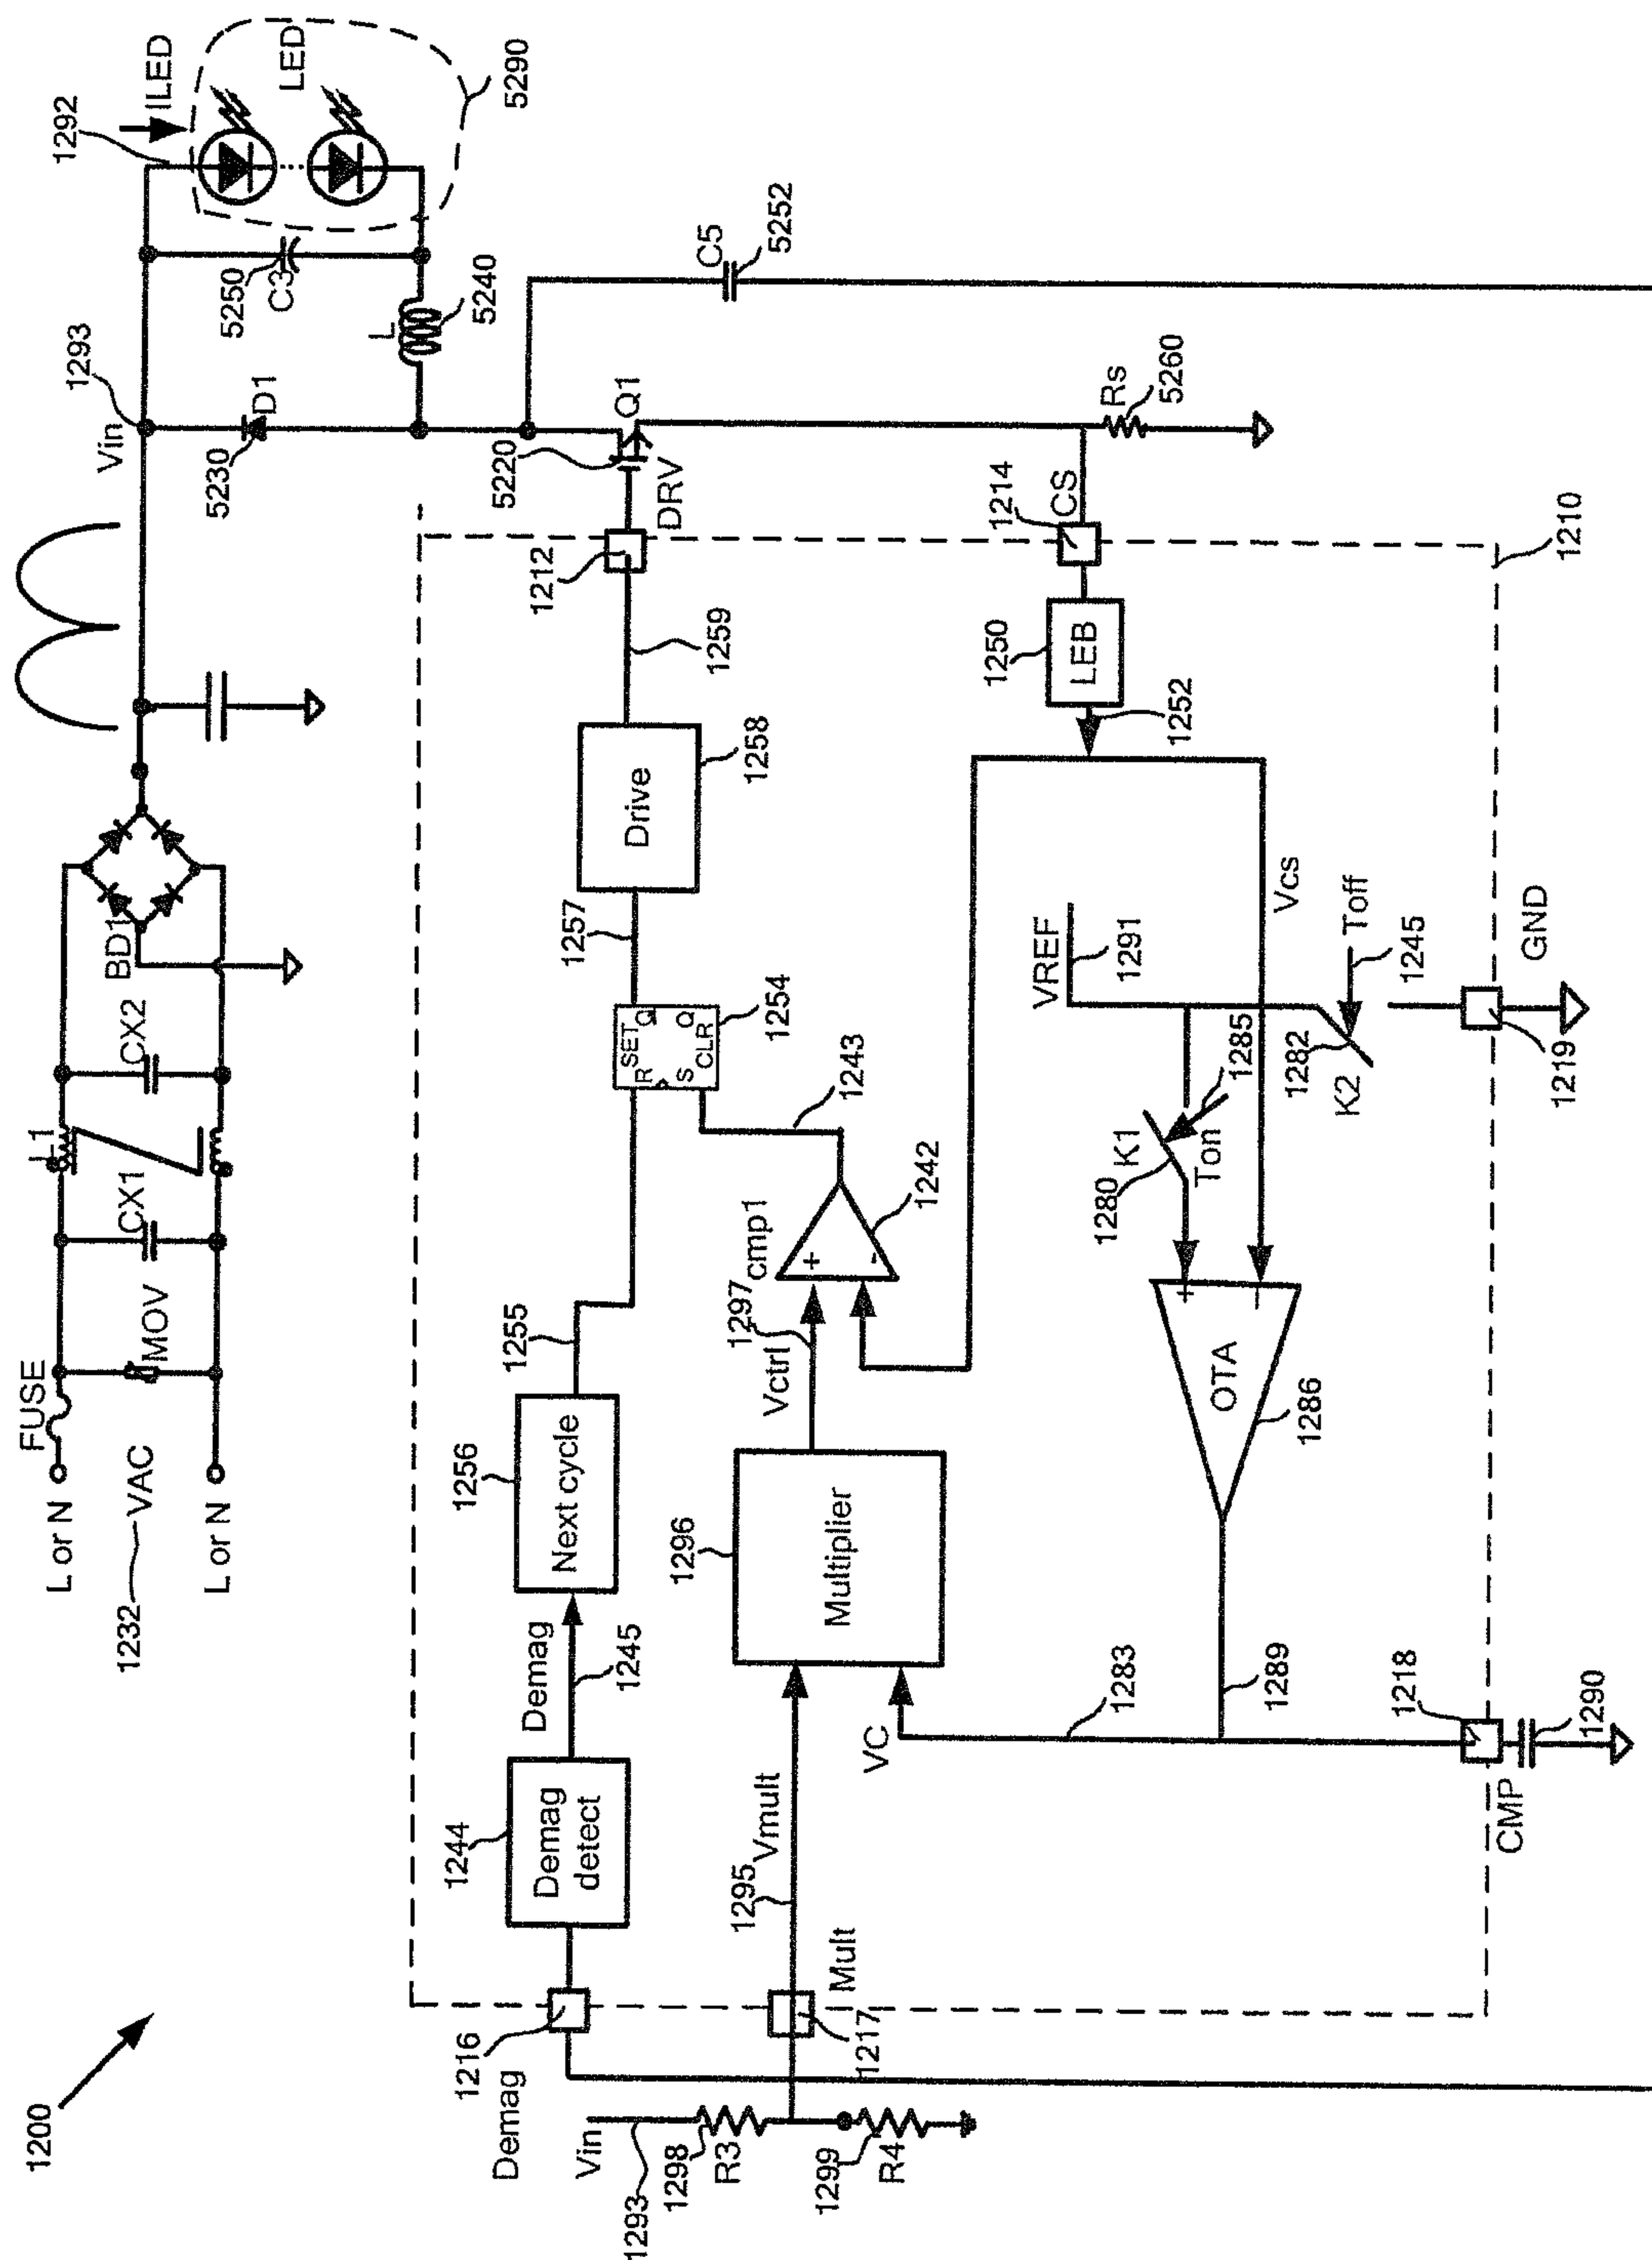 1200
L or N
FUSE
1232
VAC
L or N
MOV
CX1
L1
CX2
BD1
Vin
1293
1292
ILED
LED
5290
5230
D1
5250
C3
L
5240
5220
Q1
DRV
C5
5252
Rs
5260
1212
1214
CS
1210
1216
Demag
1244
Demag
detect
Demag
1245
1256
Next cycle
1255
R
SET
Q
S
CLR
Q
1254
1257
Drive
1258
1259
1250
LEB
1252
Vin
1293
1298
R3
1299
R4
1217
Mult
1295
Vmult
VC
1296
Multiplier
Vctrl
1297
cmp1
+
-
1242
1243
1283
1289
OTA
1286
+
−
1280
K1
Ton
1285
VREF
1291
Vcs
1282
K2
Toff
1245
1218
CMP
1290
1219
GND